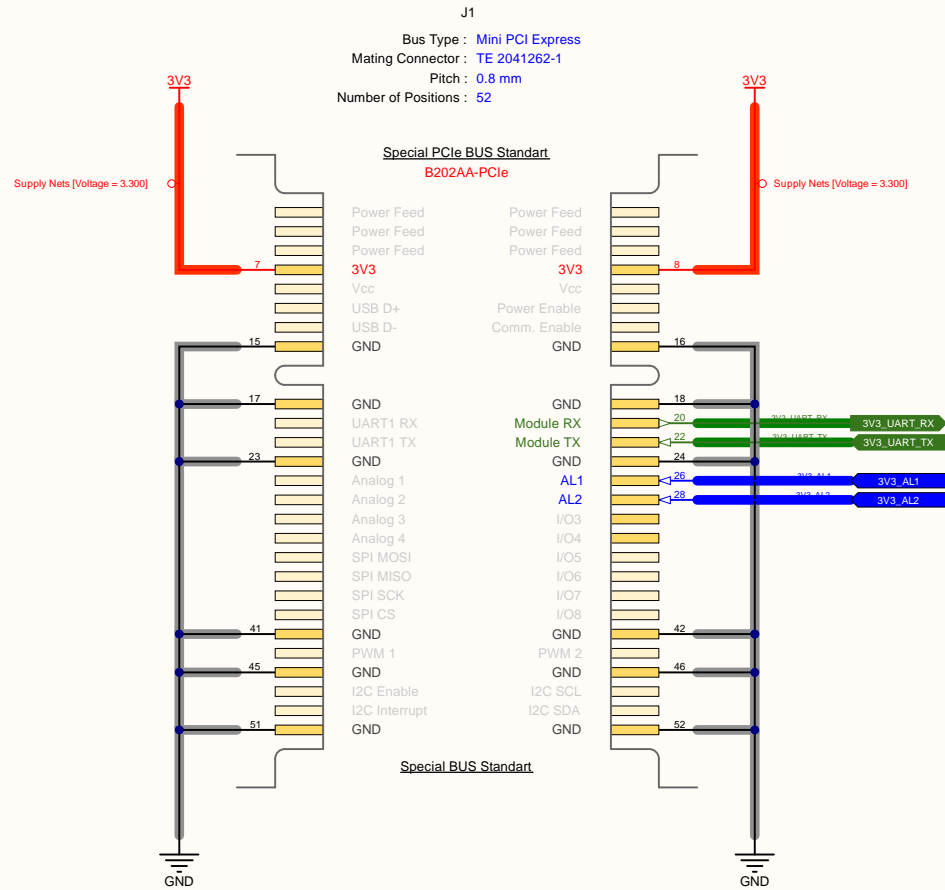 J1
Bus Type : Mini PCI Express
Mating Connector : TE 2041262-1
Pitch : 0.8 mm
Number of Positions : 52
3V3 3V3
Special PCIe BUS Standart
B202AA-PCIe
Supply Nets [Voltage = 3.300] Supply Nets [Voltage = 3.300]
Power Feed Power Feed
Power Feed Power Feed
Power Feed Power Feed
7 3V3 3V3 8
Vcc Vcc
USB D+ Power Enable
USB D- Comm. Enable
15 GND GND 16
17 GND GND 18
UART1 RX Module RX 20 3V3_UART_RX 3V3_UART_RX
UART1 TX Module TX 22 3V3_UART_TX 3V3_UART_TX
23 GND GND 24
Analog 1 AL1 26 3V3_AL1 3V3_AL1
Analog 2 AL2 28 3V3_AL2 3V3_AL2
Analog 3 I/O3
Analog 4 I/O4
SPI MOSI I/O5
SPI MISO I/O6
SPI SCK I/O7
SPI CS I/O8
41 GND GND 42
PWM 1 PWM 2
45 GND GND 46
I2C Enable I2C SCL
I2C Interrupt I2C SDA
51 GND GND 52
Special BUS Standart
GND GND